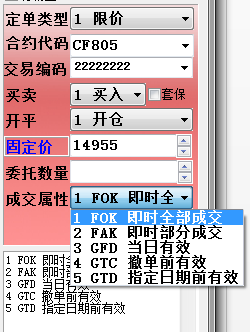 定单类型 1 限价
合约代码 CF805
交易编码 22222222
买卖 1 买入 套保
开平 1 开仓
固定价 14955
委托数量
成交属性 1 FOK 即时全
1 FOK 即时全部成交
2 FAK 即时部分成交
3 GFD 当日有效
4 GTC 撤单前有效
5 GTD 指定日期前有效
1 FOK 即时
2 FAK 即时
3 GFD 当日有效
4 GTC 撤单前有效
5 GTD 指定日期前有效